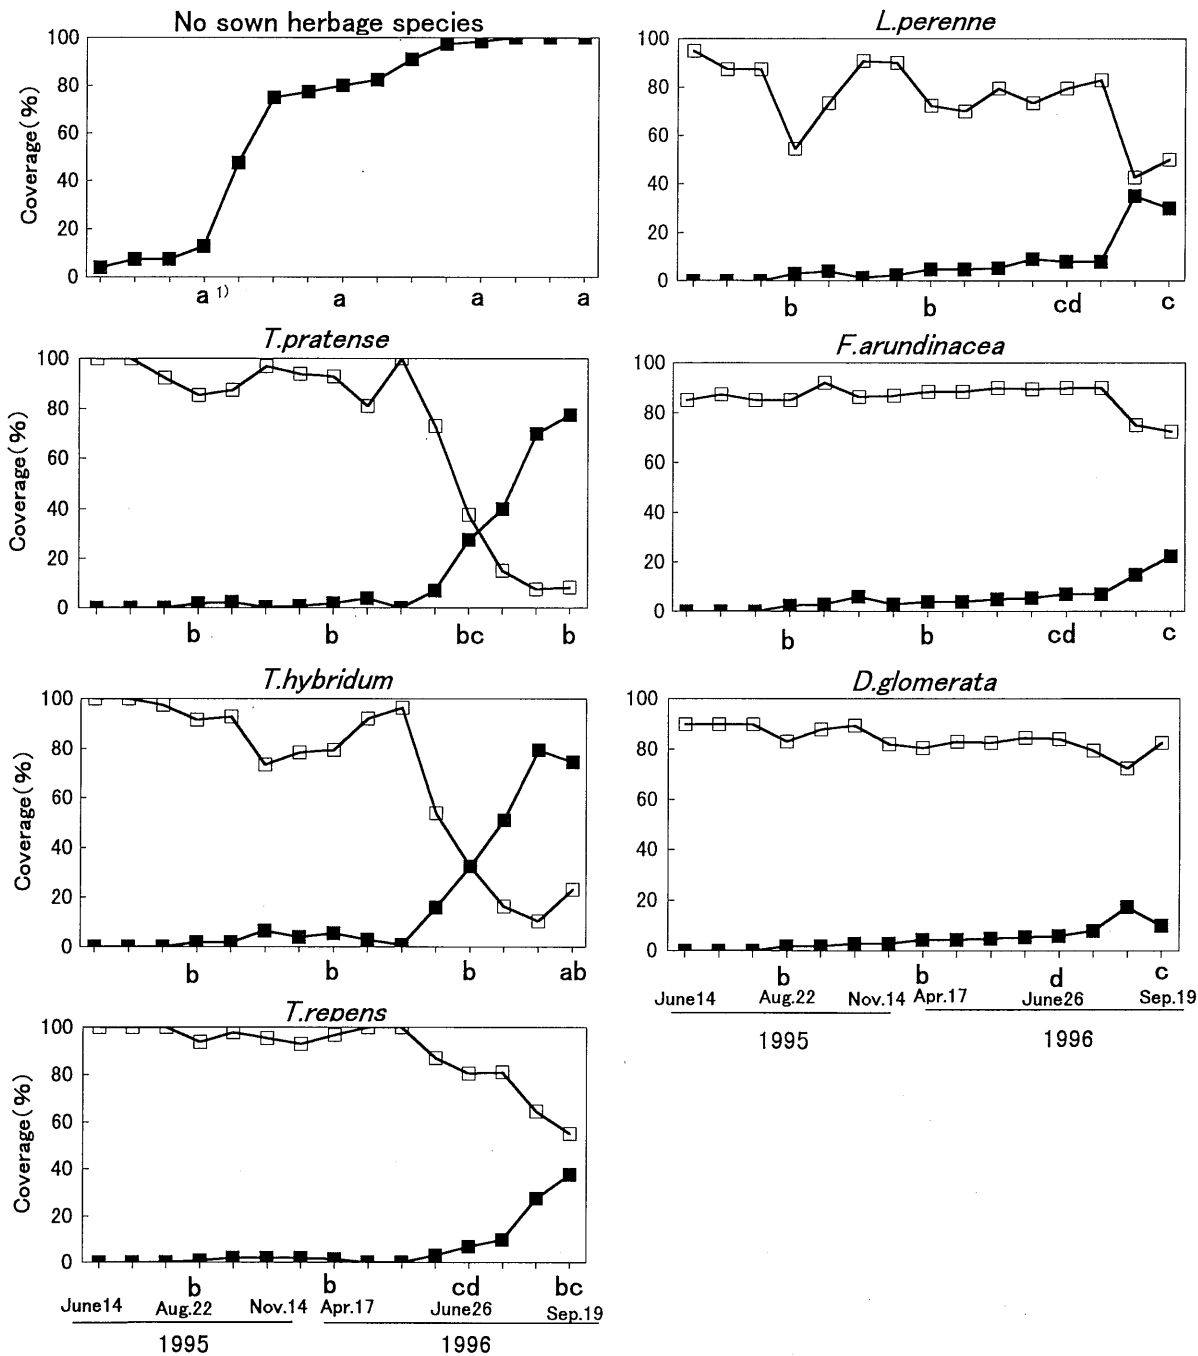 No sown herbage species
100
80
60
40
20
0
Coverage(%)
a 1) a a a
L.perenne
100
80
60
40
20
0
b b cd c
T.pratense
100
80
60
40
20
0
Coverage(%)
b b bc b
F.arundinacea
100
80
60
40
20
0
b b cd c
T.hybridum
100
80
60
40
20
0
Coverage(%)
b b b ab
D.glomerata
100
80
60
40
20
0
b b d c
June14 Aug.22 Nov.14 Apr.17 June26 Sep.19
1995 1996
T.repens
100
80
60
40
20
0
Coverage(%)
b b cd bc
June14 Aug.22 Nov.14 Apr.17 June26 Sep.19
1995 1996